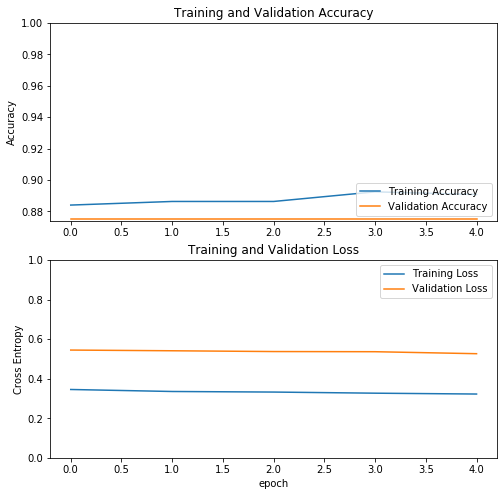 Training and Validation Accuracy
1.00
0.98
0.96
0.94
0.92
0.90
0.88
Accuracy
Training Accuracy
Validation Accuracy
0.0 0.5 1.0 1.5 2.0 2.5 3.0 3.5 4.0
Training and Validation Loss
1.0
0.8
0.6
0.4
0.2
0.0
Cross Entropy
Training Loss
Validation Loss
0.0 0.5 1.0 1.5 2.0 2.5 3.0 3.5 4.0
epoch